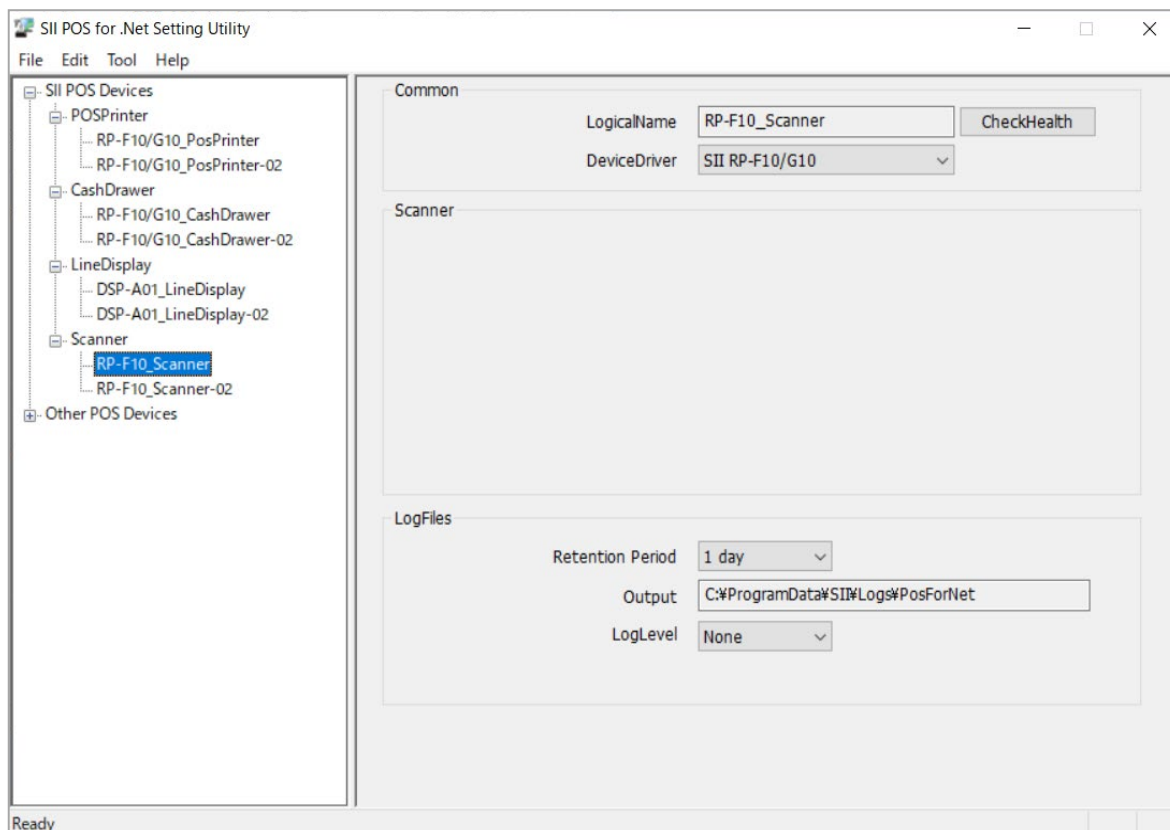 SII POS for .Net Setting Utility
File Edit Tool Help
SII POS Devices
POSPrinter
RP-F10/G10_PosPrinter
RP-F10/G10_PosPrinter-02
CashDrawer
RP-F10/G10_CashDrawer
RP-F10/G10_CashDrawer-02
LineDisplay
DSP-A01_LineDisplay
DSP-A01_LineDisplay-02
Scanner
RP-F10_Scanner
RP-F10_Scanner-02
Other POS Devices
Common
LogicalName RP-F10_Scanner CheckHealth
DeviceDriver SII RP-F10/G10
Scanner
LogFiles
Retention Period 1 day
Output C:¥ProgramData¥SII¥Logs¥PosForNet
LogLevel None
Ready